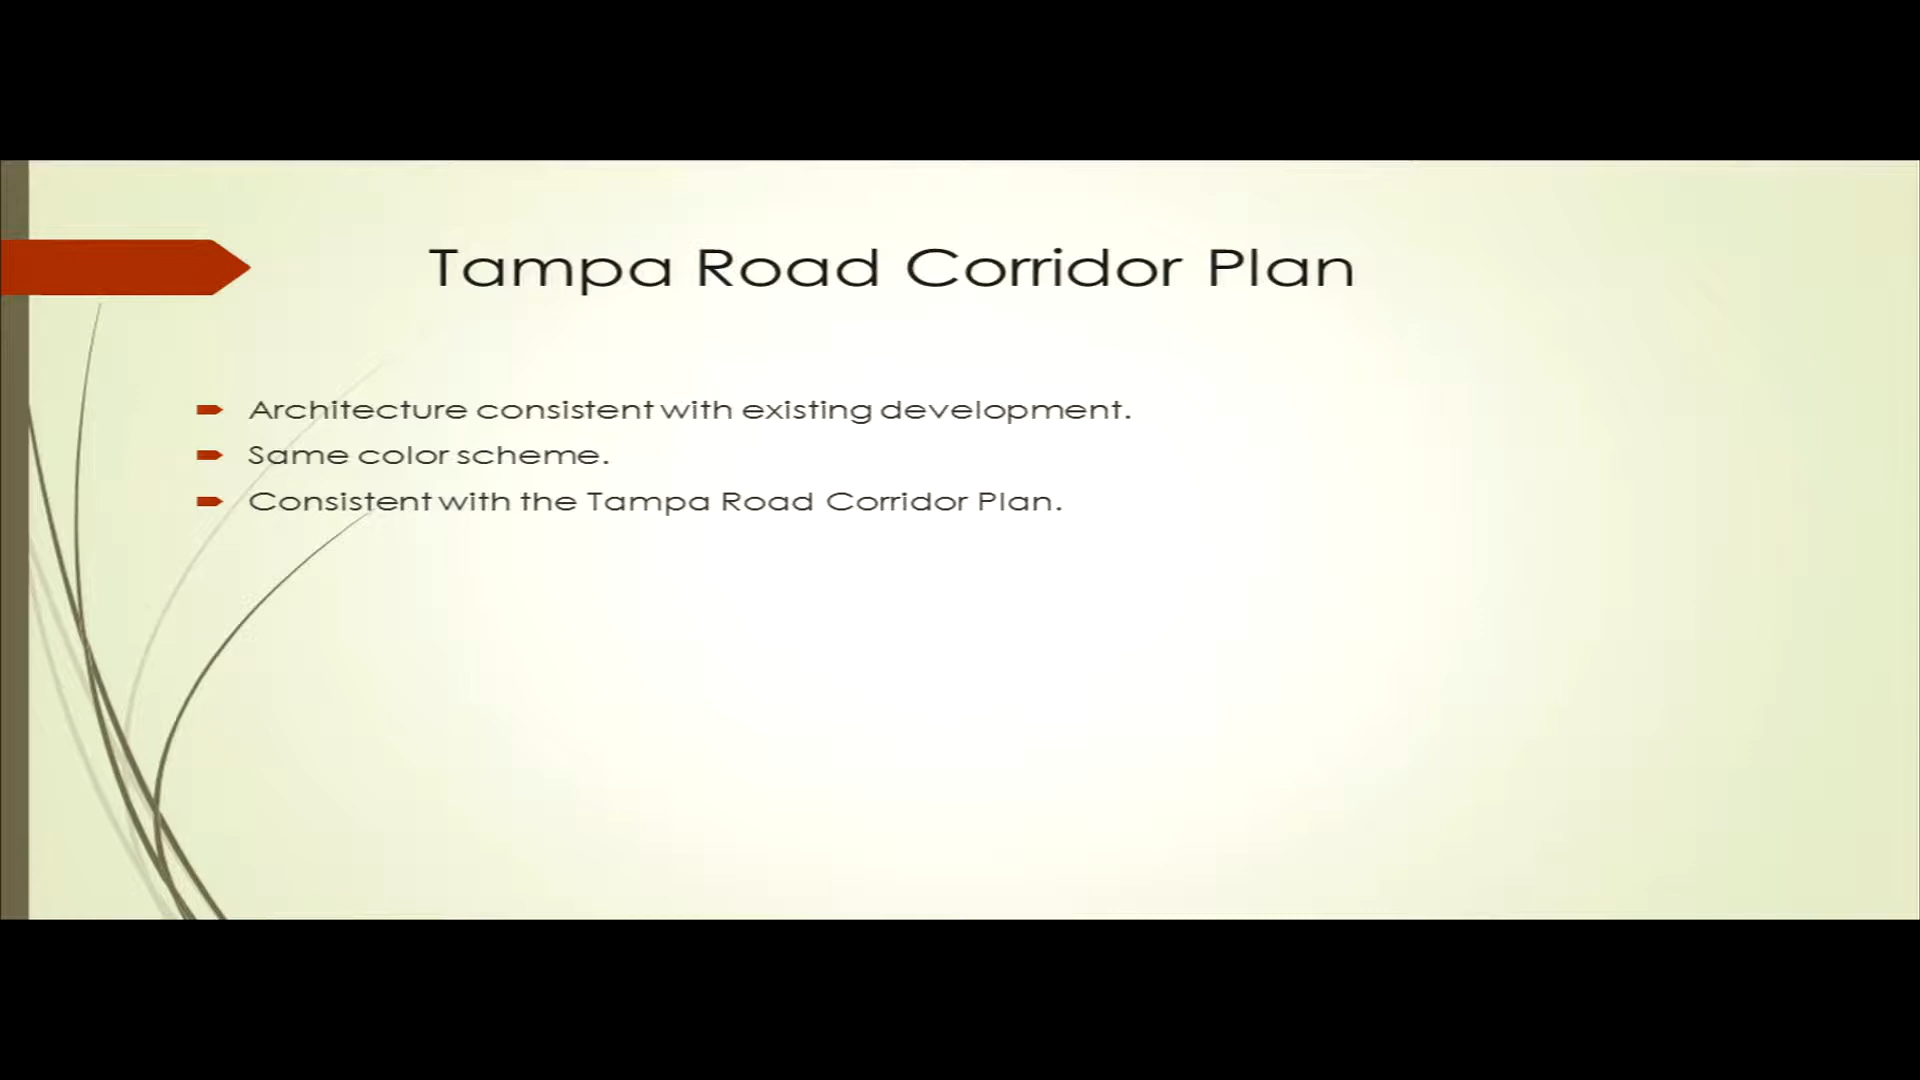 Tampa Road Corridor Plan
Architecture consistent with existing development.
Same color scheme.
Consistent with the Tampa Road Corridor Plan.